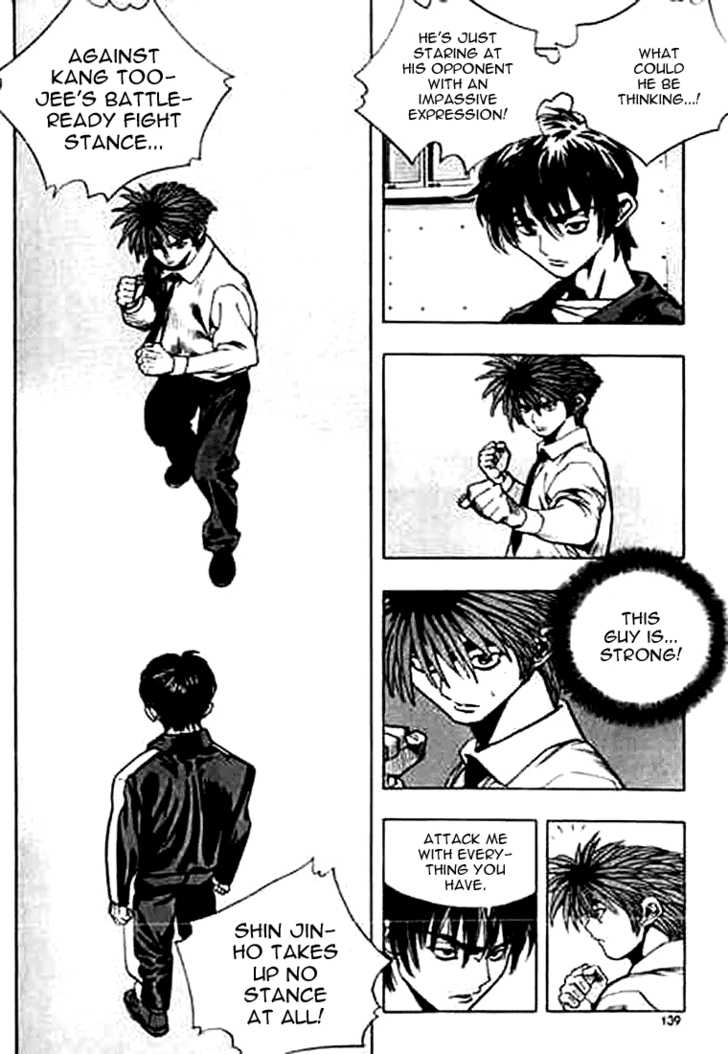 AGAINST
KANG TOO-
JEE'S BATTLE-
READY FIGHT
STANCE...
SHIN JIN-
HO TAKES
UP NO
STANCE
AT ALL!
HE'S JUST
STARING AT
HIS OPPONENT
WITH AN
IMPASSIVE
EXPRESSION!
WHAT
COULD
HE BE
THINKING...!
THIS
GUY IS...
STRONG!
ATTACK ME
WITH EVERY-
THING YOU
HAVE.
139